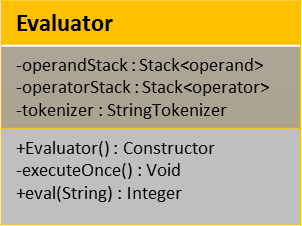 Evaluator
-operandStack : Stack<operand>
-operatorStack : Stack<operator>
-tokenizer : StringTokenizer
+Evaluator() : Constructor
-executeOnce() : Void
+eval(String) : Integer